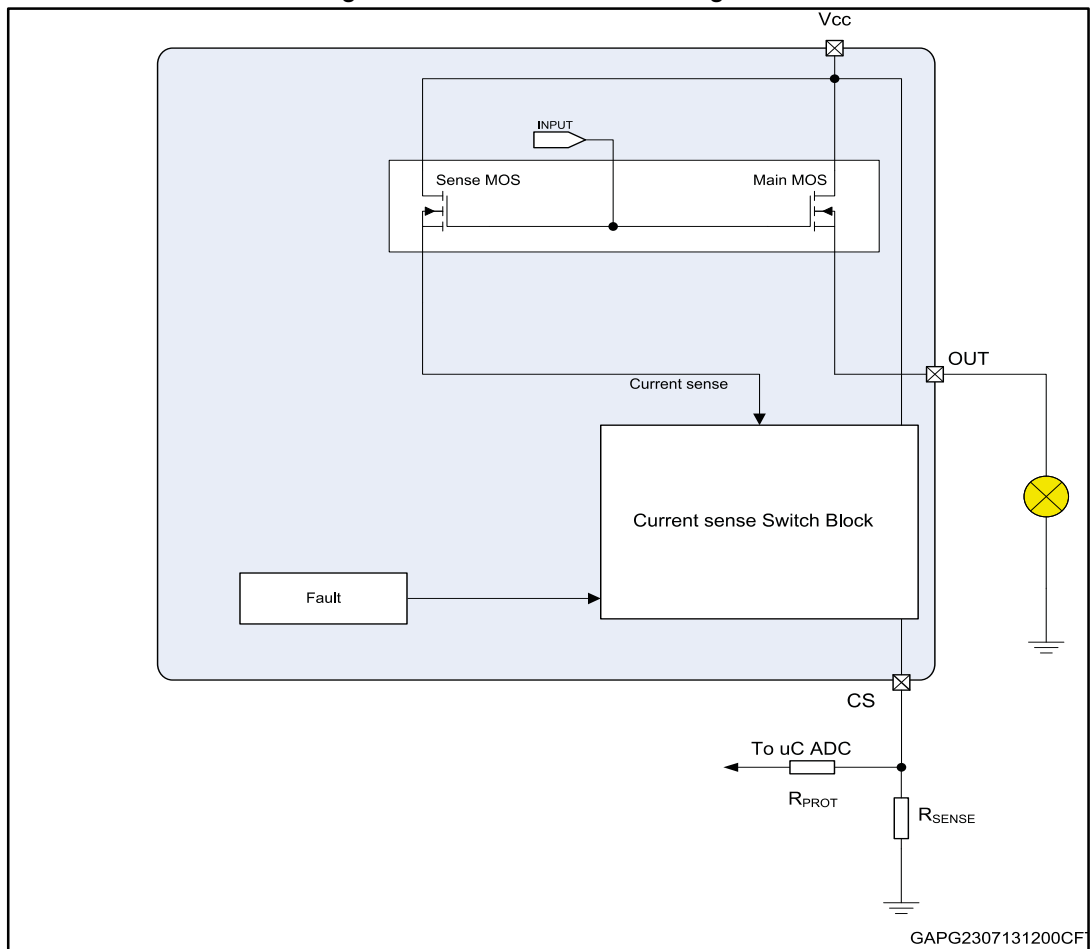 Vcc
INPUT
Sense MOS
Main MOS
OUT
Current sense
Current sense Switch Block
Fault
CS
To uC ADC
RPROT
RSENSE